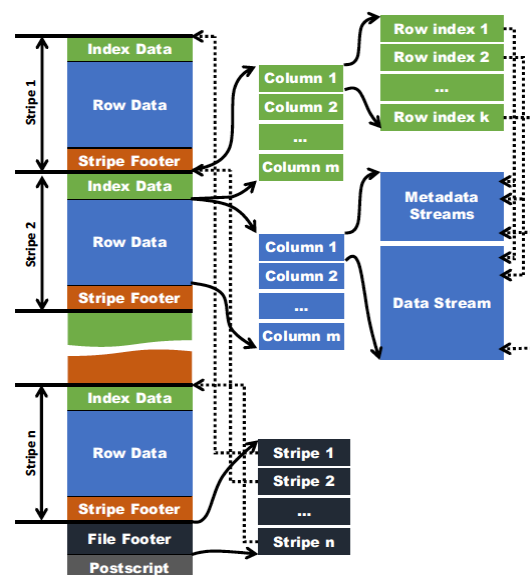 Stripe 1
Index Data
Row Data
Stripe Footer
Stripe 2
Index Data
Row Data
Stripe Footer
Stripe n
Index Data
Row Data
Stripe Footer
File Footer
Postscript
Column 1
Column 2
...
Column m
Row index 1
Row index 2
...
Row index k
Column 1
Column 2
...
Column m
Metadata
Streams
Data Stream
Stripe 1
Stripe 2
...
Stripe n